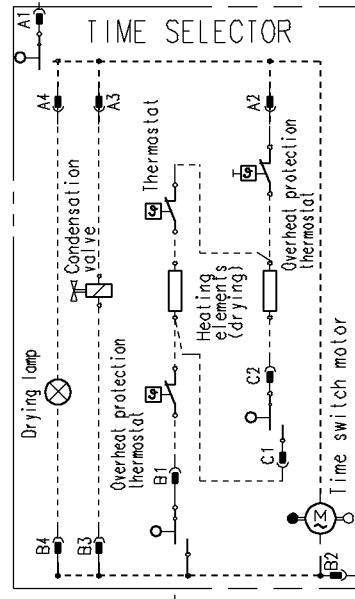 A1
TIME SELECTOR
A4
A3
A2
Thermostat
Condensation
valve
Overheat protection
thermostat
Heating
elements
(drying)
Drying lamp
Overheat protection
thermostat
C2
C1
B1
Time switch motor
M
B4
B3
B2